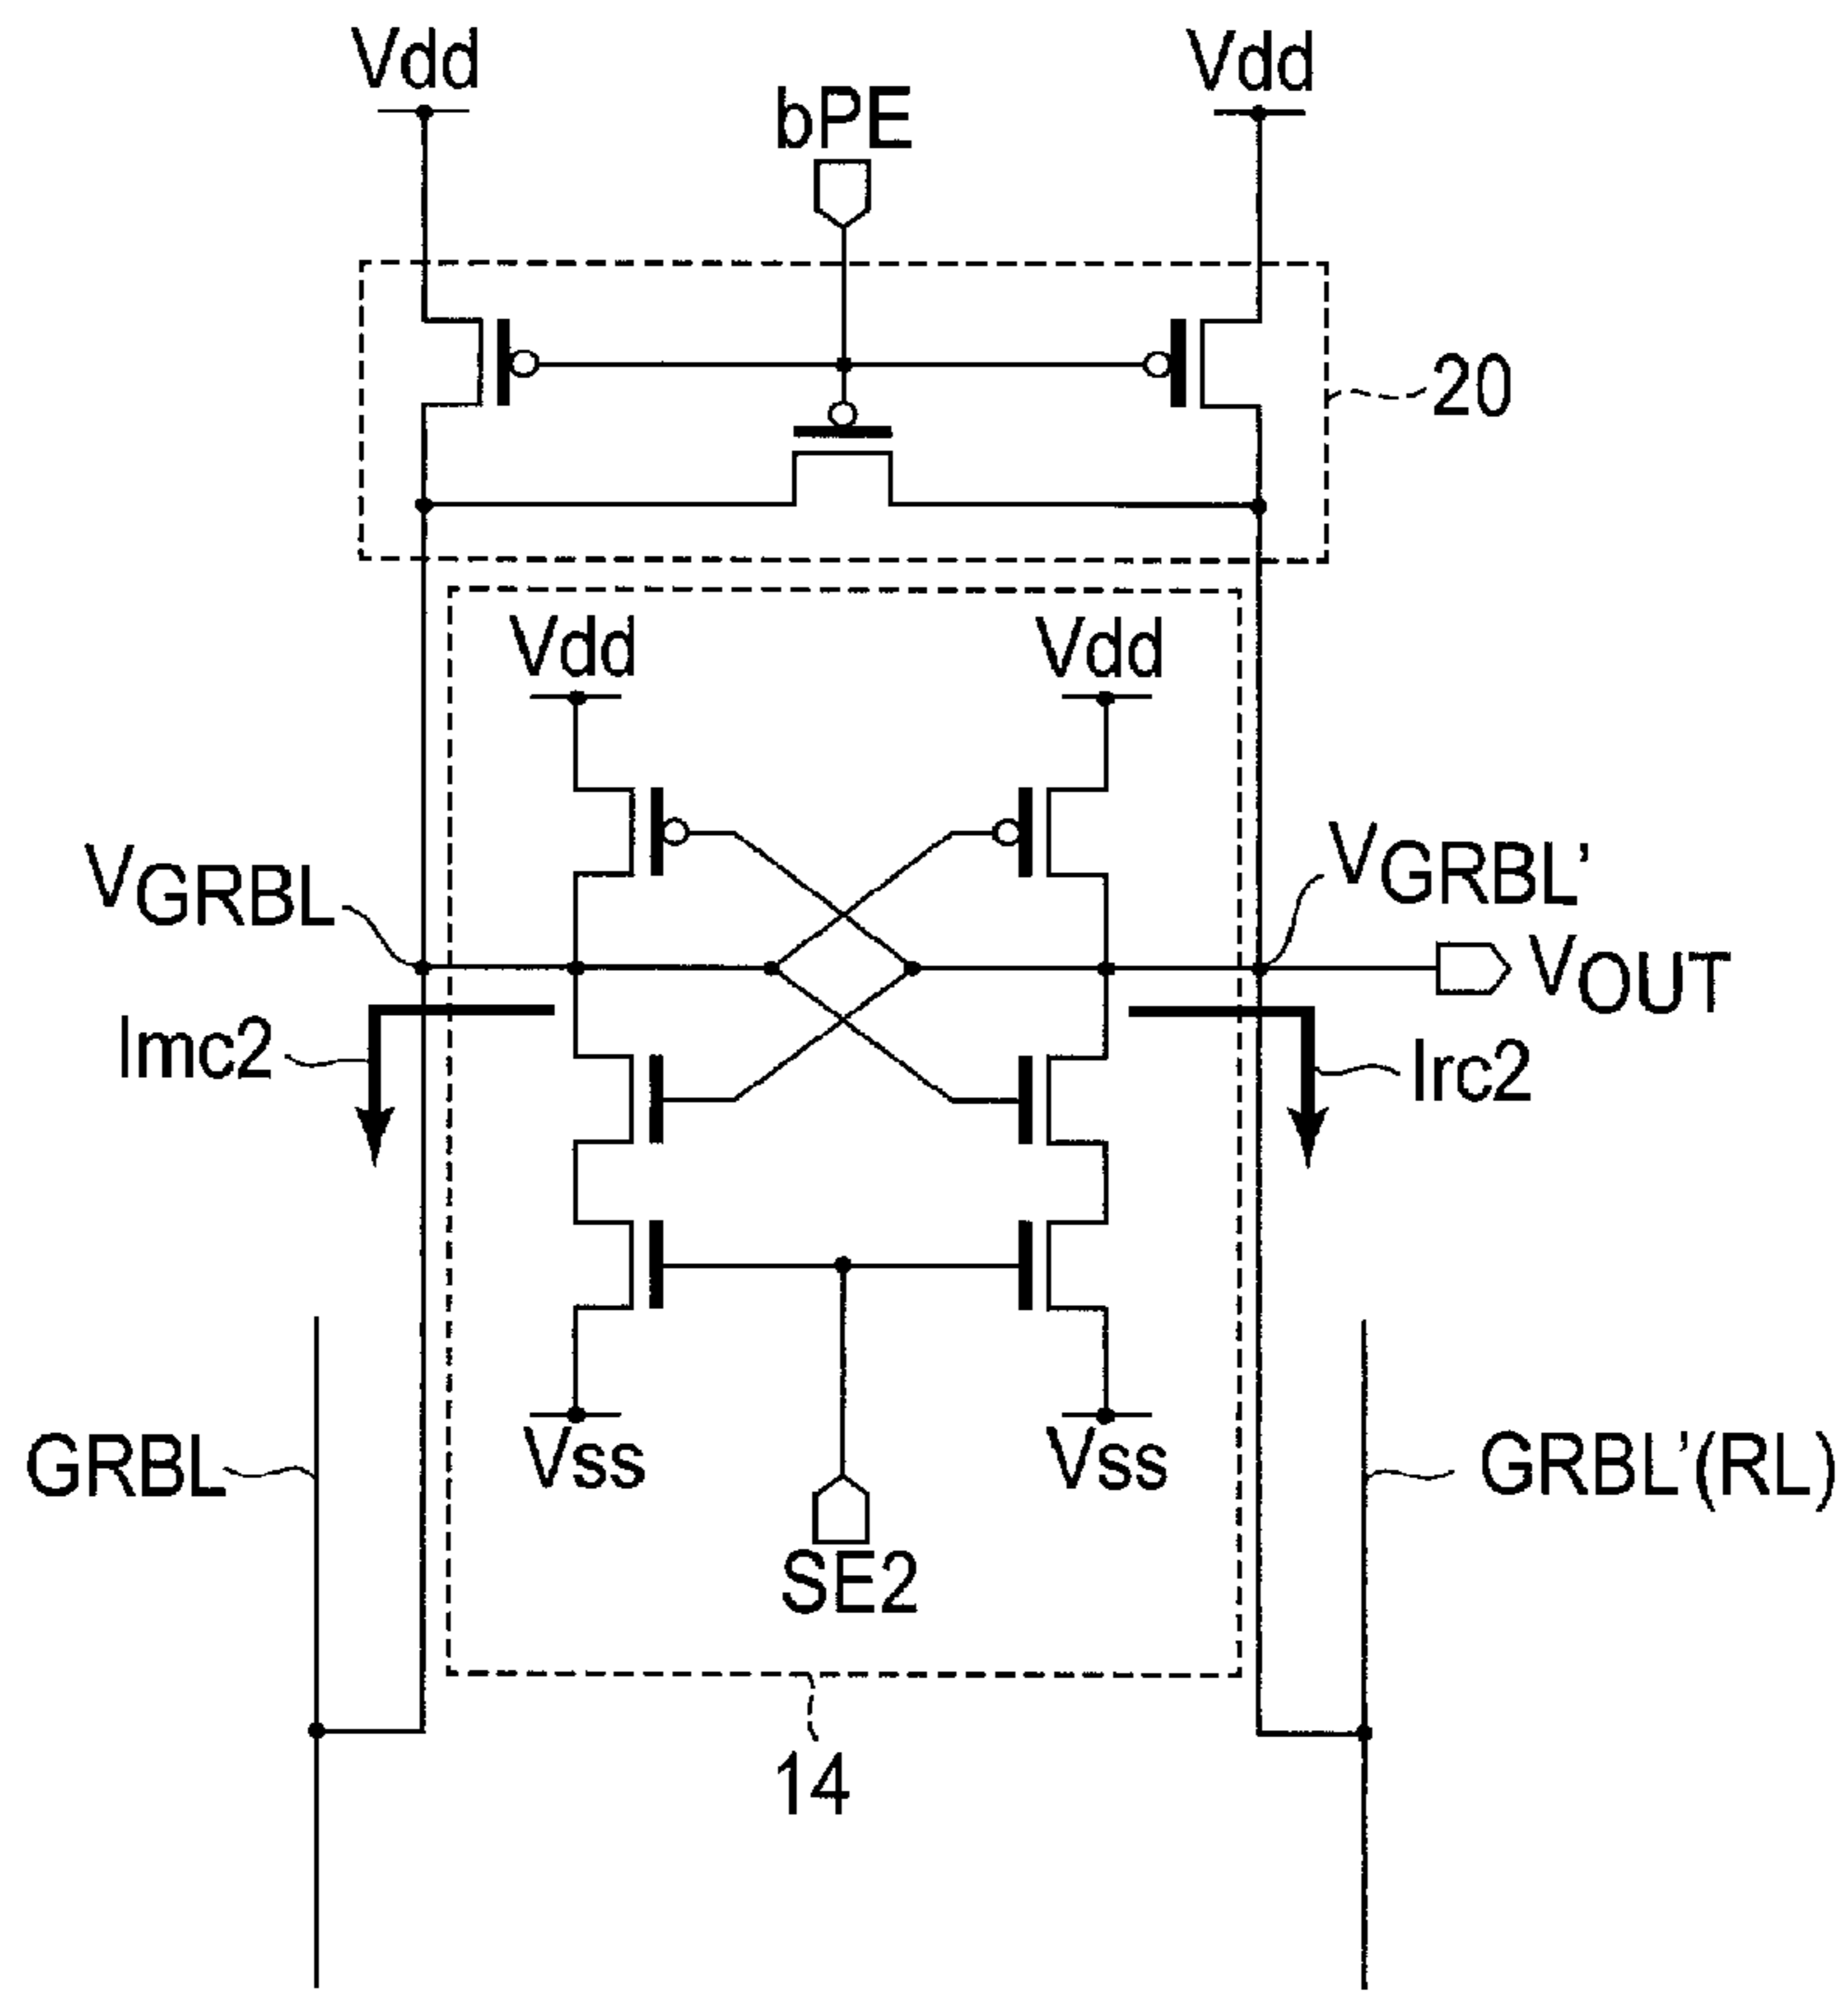 Vdd
Vdd
bPE
20
Vdd
Vdd
VGRBL
VGRBL’
VOUT
Imc2
Irc2
GRBL
Vss
Vss
GRBL’(RL)
SE2
14